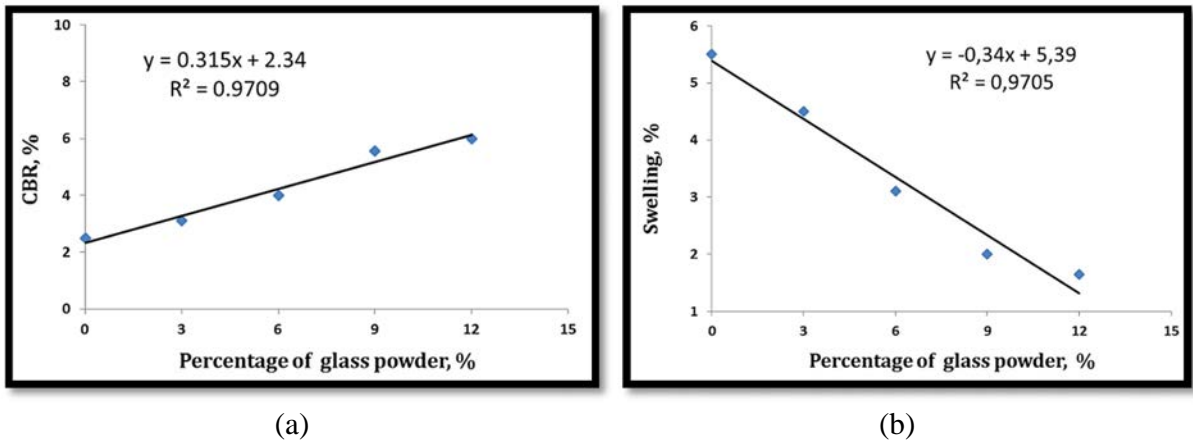 10
8
6
4
2
0
CBR, %
y = 0.315x + 2.34
R² = 0.9709
0 3 6 9 12 15
Percentage of glass powder, %
(a)
6
5
4
3
2
1
Swelling, %
y = -0,34x + 5,39
R² = 0,9705
0 3 6 9 12 15
Percentage of glass powder, %
(b)